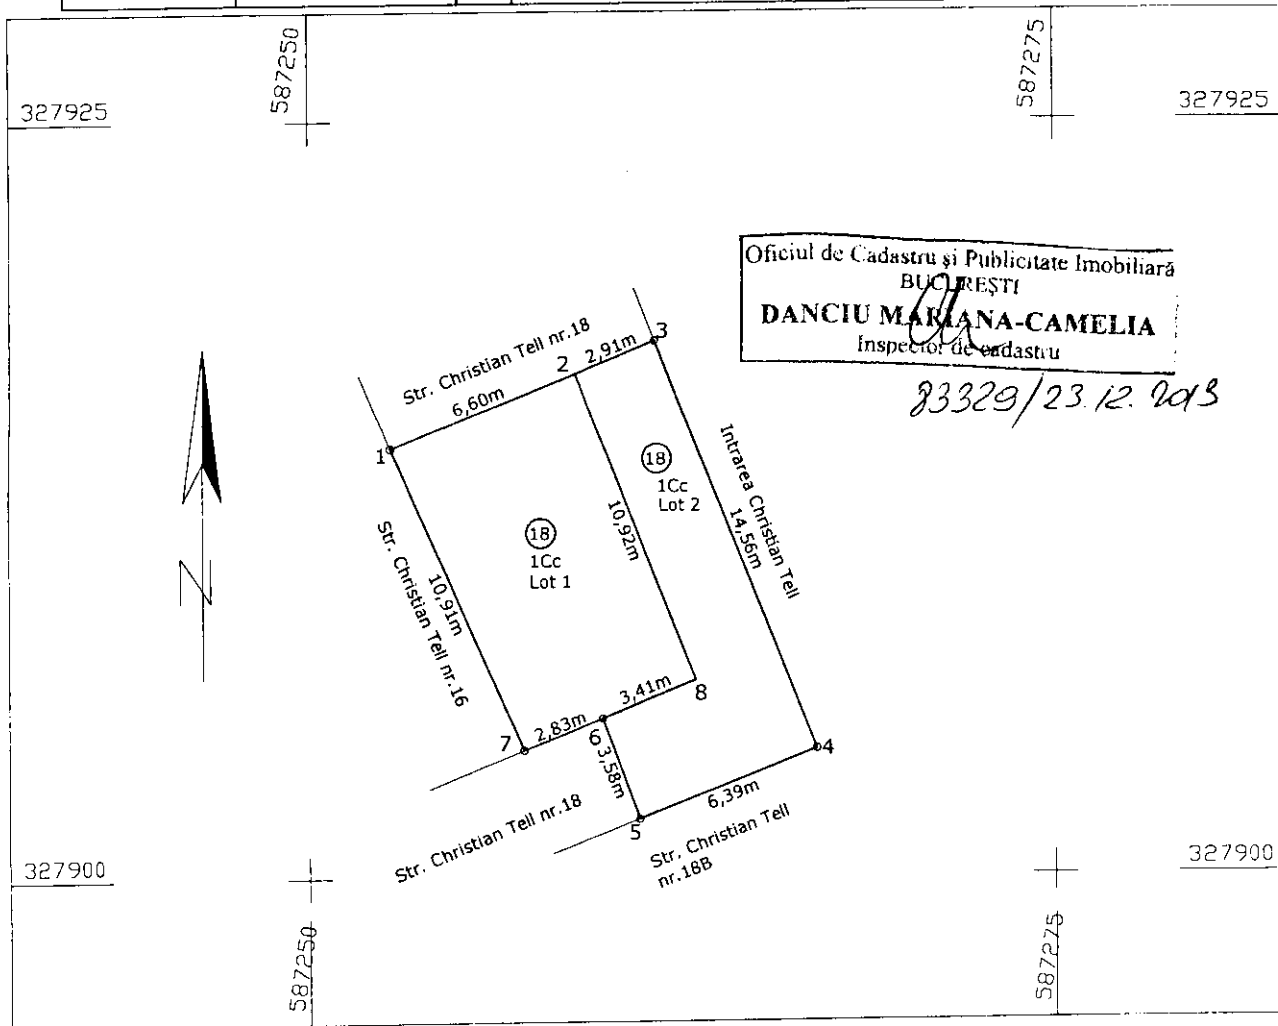 587250
587275
327925
327925
Oficiul de Cadastru și Publicitate Imobiliară
BUCUREȘTI
DANCIU MARIANA-CAMELIA
Inspector de cadastru
83329/23.12.2013
Str. Christian Tell nr.18
6,60m
2
2,91m
3
1
18
1Cc
Lot 2
Intrarea Christian Tell
14,56m
10,92m
18
1Cc
Lot 1
Str. Christian Tell nr.16
10,91m
N
3,41m
8
2,83m
7
6
3,58m
4
6,39m
5
Str. Christian Tell nr.18
Str. Christian Tell
nr.18B
327900
327900
587250
587275